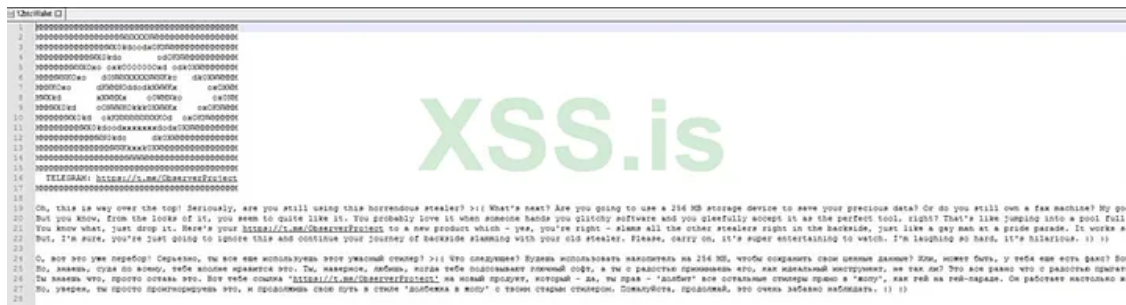 12btcWallet
XSS.is
TELEGRAM: https://t.me/ObserverProject
Oh, this is way over the top! Seriously, are you still using this horrendous stealer? >:( What's next? Are you going to use a 256 MB storage device to save your precious data? Or do you still own a fax machine? My
But you know, from the looks of it, you seem to quite like it. You probably love it when someone hands you glitchy software and you gleefully accept it as the perfect tool, right? That's like jumping into a pool full
You know what, just drop it. Here's your https://t.me/ObserverProject to a new product which - yes, you're right - slams all the other stealers right in the backside, just like a gay man at a pride parade. It works
But, I'm sure, you're just going to ignore this and continue your journey of backside slamming with your old stealer. Please, carry on, it's super entertaining to watch. I'm laughing so hard, it's hilarious. :) :)
О, вот это уже перебор! Серьезно, ты все еще используешь этот ужасный стилер? >:( Что следующее? Будешь использовать накопитель на 256 МВ, чтобы сохранить свои ценные данные? Или, может быть, у тебя еще есть факс?
Но, знаешь, судя по всему, тебе вполне нравится это. Ты, наверное, любишь, когда тебе подсовывают глючный софт, а ты с радостью принимаешь его, как идеальный инструмент, не так ли? Это все равно что с радостью прыгать
Ты знаешь что, просто оставь это. Вот тебе ссылка 'https://t.me/ObserverProject' на новый продукт, который - да, ты прав - 'долбит' все остальные стилеры прямо в "жопу", как гей на гей-параде. Он работает настолько
Но, уверен, ты просто проигнорируешь это, и продолжишь свой путь в стиле 'долбежка в жопу' с твоим старым стилером. Пожалуйста, продолжай, это очень забавно наблюдать. :) :)